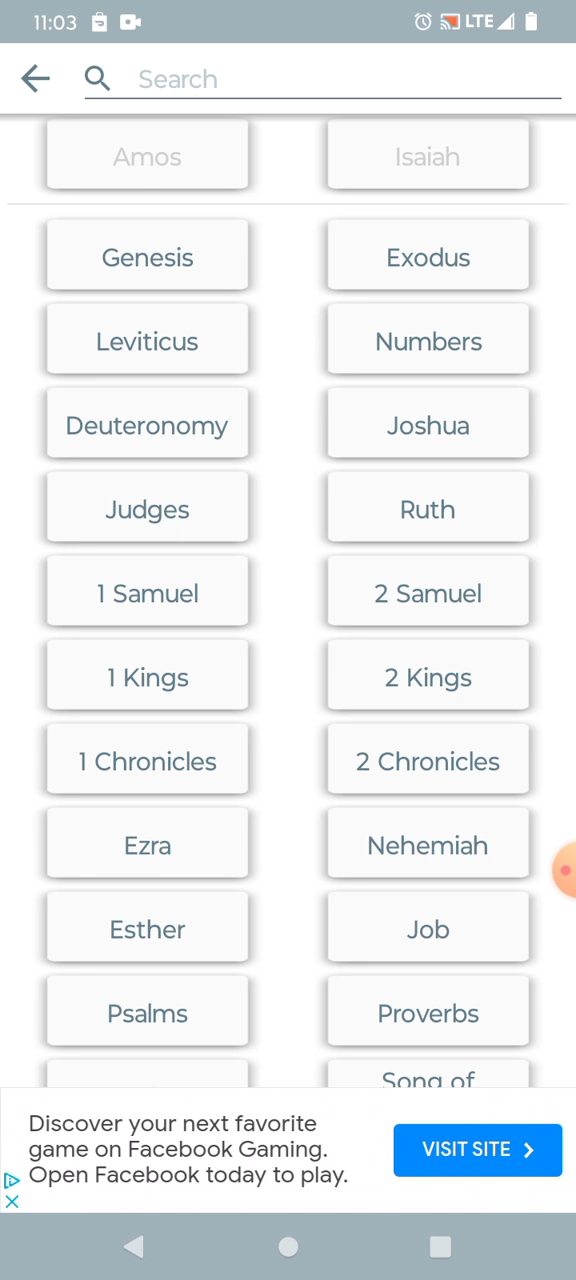 11:03
LTE
Search
Amos
Isaiah
Genesis
Exodus
Leviticus
Numbers
Deuteronomy
Joshua
Judges
Ruth
1 Samuel
2 Samuel
1 Kings
2 Kings
1 Chronicles
2 Chronicles
Ezra
Nehemiah
Esther
Job
Psalms
Proverbs
Song of
Discover your next favorite
game on Facebook Gaming.
Open Facebook today to play.
VISIT SITE